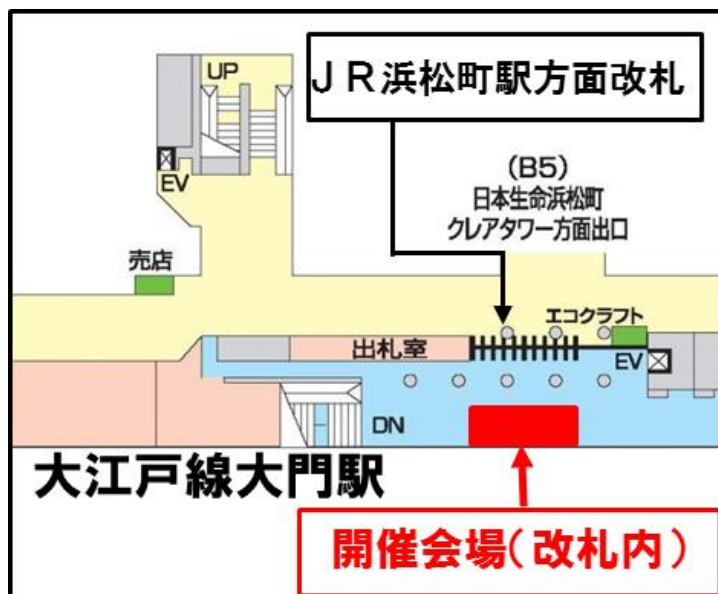 UP
JR浜松町駅方面改札
EV
(B5)
日本生命浜松町
クレアタワー方面出口
売店
エコクラフト
出札室
EV
DN
大江戸線大門駅
開催会場(改札内)